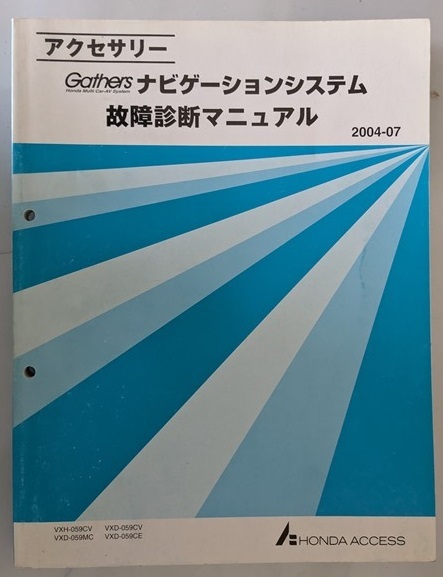 アクセサリー
Gathers ナビゲーションシステム
Honda Multi Car-AV System
故障診断マニュアル
2004-07
VXH-059CV VXD-059CV
VXD-059MC VXD-059CE
HONDA ACCESS